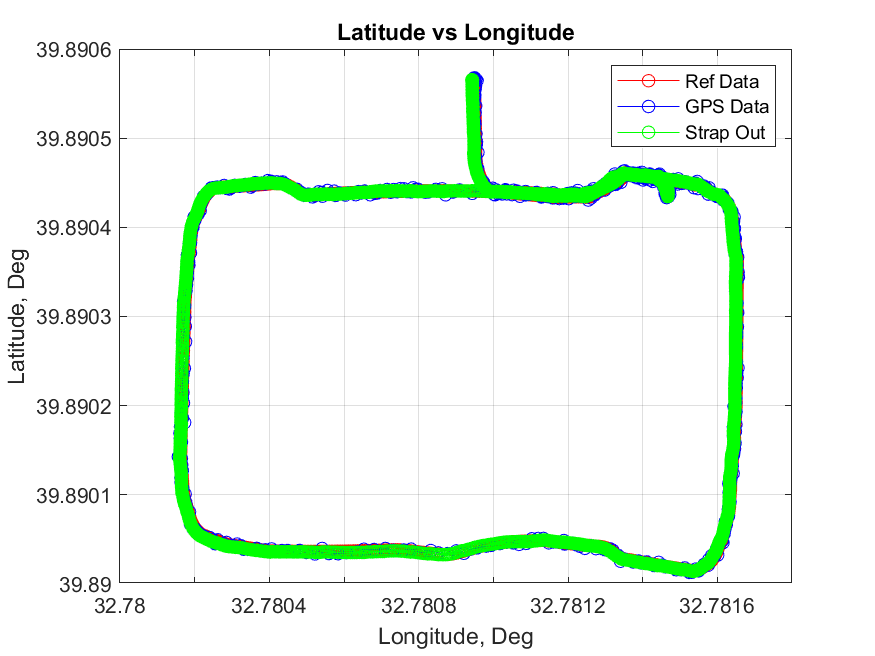 Latitude vs Longitude
39.8906
39.8905
39.8904
39.8903
39.8902
39.8901
39.89
Latitude, Deg
Ref Data
GPS Data
Strap Out
32.78
32.7804
32.7808
32.7812
32.7816
Longitude, Deg